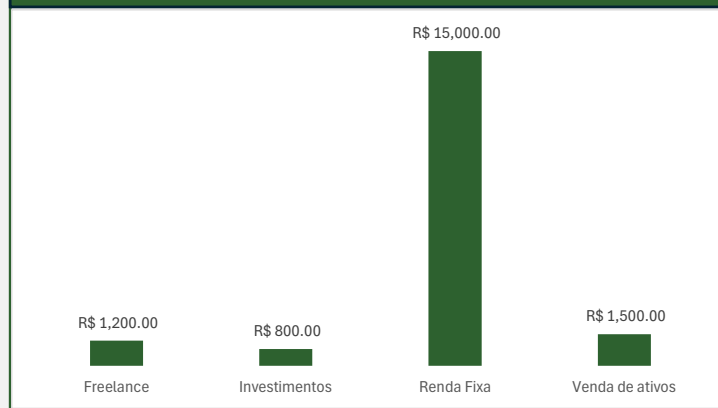 R$ 15,000.00
R$ 1,200.00
R$ 800.00
R$ 1,500.00
Freelance
Investimentos
Renda Fixa
Venda de ativos